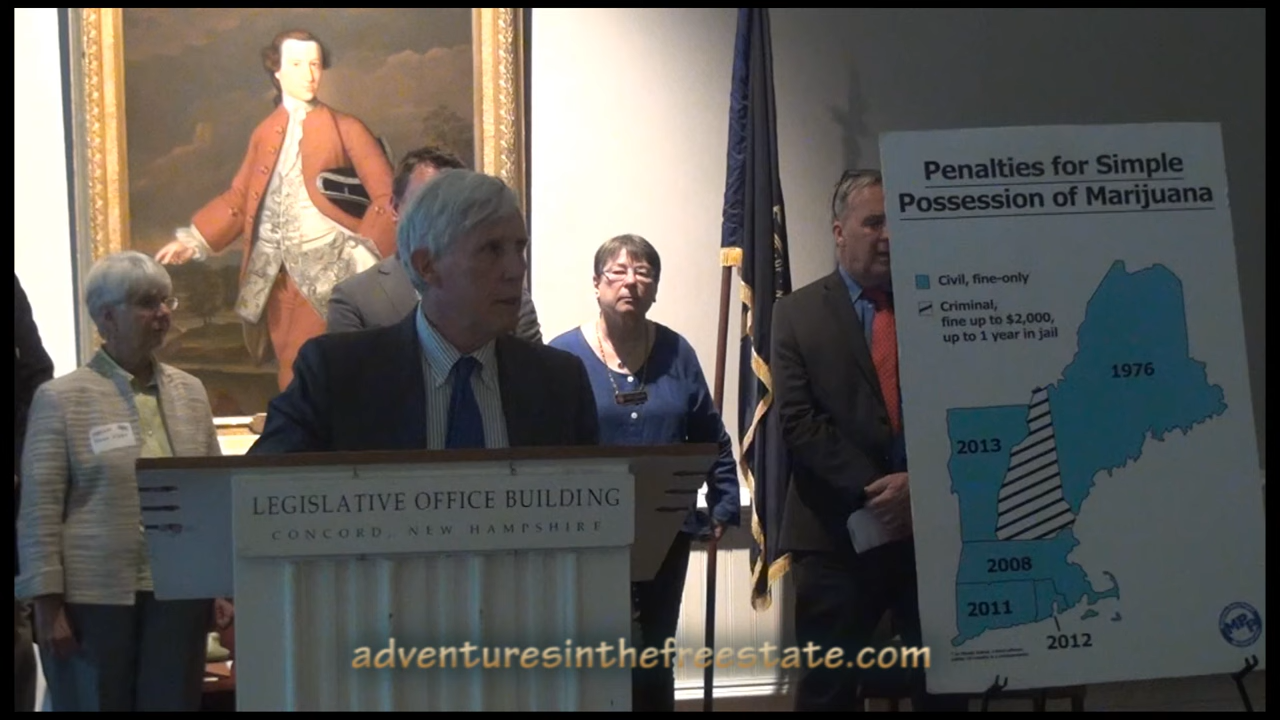 Penalties for Simple
Possession of Marijuana
Civil, fine-only
Criminal,
fine up to $2,000,
up to 1 year in jail
1976
2013
2008
2011
2012
MPP
LEGISLATIVE OFFICE BUILDING
CONCORD, NEW HAMPSHIRE
adventuresinthefreestate.com